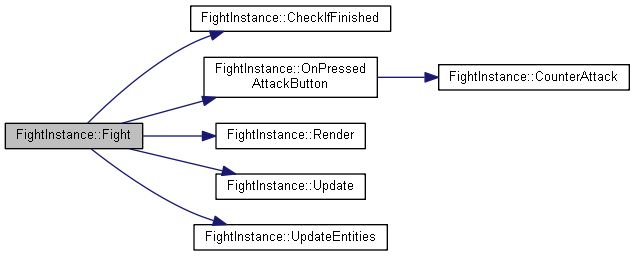 FightInstance::CheckIfFinished
FightInstance::OnPressed
AttackButton
FightInstance::CounterAttack
FightInstance::Fight
FightInstance::Render
FightInstance::Update
FightInstance::UpdateEntities